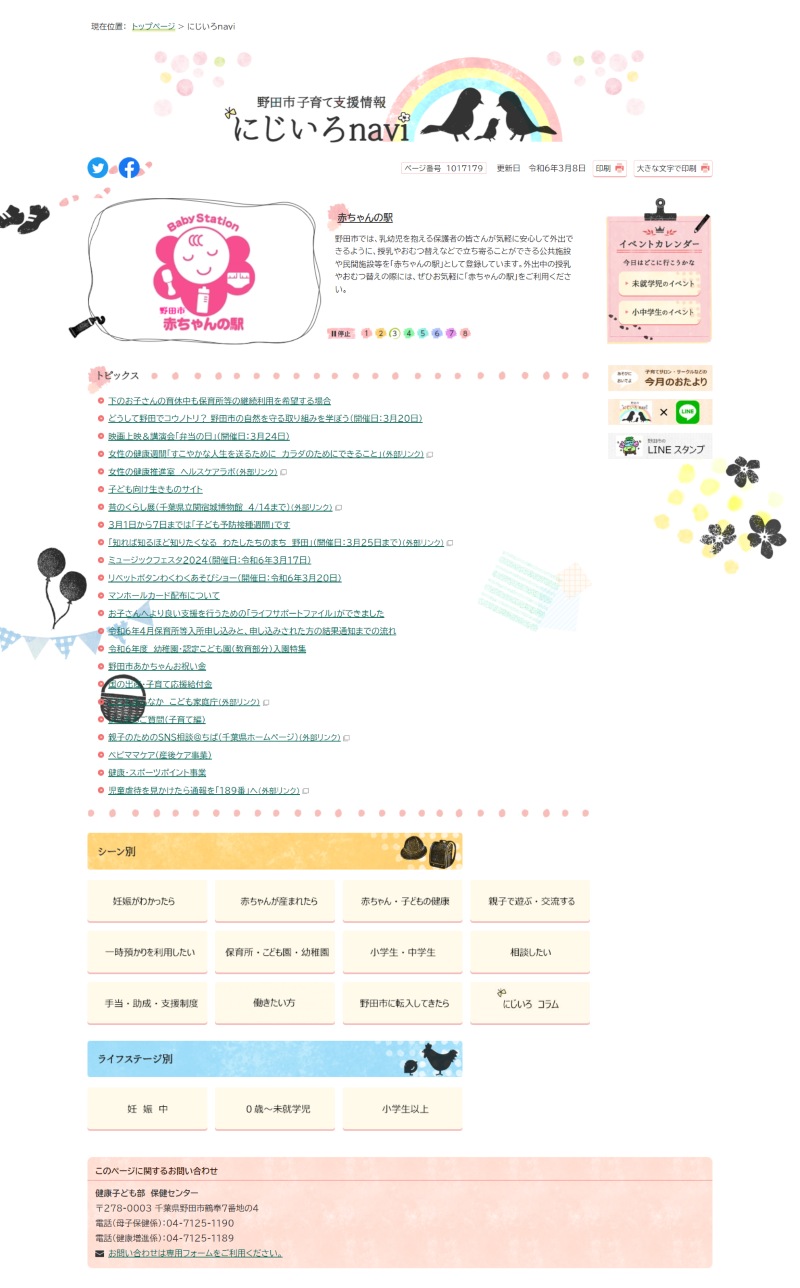 現在位置： トップページ > にじいろnavi
野田市子育て支援情報
にじいろnavi
ページ番号 1017179
更新日 令和6年3月8日
印刷
大きな文字で印刷
Baby Station
野田市
赤ちゃんの駅
赤ちゃんの駅
野田市では、乳幼児を抱える保護者の皆さんが気軽に安心して外出で
きるように、授乳やおむつ替えなどで立ち寄ることができる公共施設
や民間施設等を「赤ちゃんの駅」として登録しています。外出中の授乳
やおむつ替えの際には、ぜひお気軽に「赤ちゃんの駅」をご利用くださ
い。
停止 1 2 3 4 5 6 7 8
イベントカレンダー
今日はどこに行こうかな
未就学児のイベント
小中学生のイベント
あそびに
おいでよ
子育てサロン・サークルなどの
今月のおたより
× LINE
野田市の
LINE スタンプ
トピックス
下のお子さんの育休中も保育所等の継続利用を希望する場合
どうして野田でコウノトリ？ 野田市の自然を守る取り組みを学ぼう（開催日：3月20日）
映画上映＆講演会「弁当の日」（開催日：3月24日）
女性の健康週間「すこやかな人生を送るために カラダのためにできること」（外部リンク）
女性の健康推進室 ヘルスケアラボ（外部リンク）
子ども向け生きものサイト
昔のくらし展（千葉県立関宿城博物館 4/14まで）（外部リンク）
3月1日から7日までは「子ども予防接種週間」です
「知れば知るほど知りたくなる わたしたちのまち 野田」（開催日：3月25日まで）（外部リンク）
ミュージックフェスタ2024（開催日：令和6年3月17日）
リベットボタンわくわくあそびショー（開催日：令和6年3月20日）
マンホールカード配布について
お子さんへより良い支援を行うための「ライフサポートファイル」ができました
令和6年4月保育所等入所申し込みと、申し込みされた方の結果通知までの流れ
令和6年度 幼稚園・認定こども園（教育部分）入園特集
野田市あかちゃんお祝い金
国の出産・子育て応援給付金
なか こども家庭庁（外部リンク）
ご質問（子育て編）
親子のためのSNS相談＠ちば（千葉県ホームページ）（外部リンク）
ベビママケア（産後ケア事業）
健康・スポーツポイント事業
児童虐待を見かけたら通報を「189番」へ（外部リンク）
シーン別
妊娠がわかったら
赤ちゃんが産まれたら
赤ちゃん・子どもの健康
親子で遊ぶ・交流する
一時預かりを利用したい
保育所・こども園・幼稚園
小学生・中学生
相談したい
手当・助成・支援制度
働きたい方
野田市に転入してきたら
にじいろ コラム
ライフステージ別
妊 娠 中
0歳〜未就学児
小学生以上
このページに関するお問い合わせ
健康子ども部 保健センター
〒278-0003 千葉県野田市鶴奉7番地の4
電話（母子保健係）：04-7125-1190
電話（健康増進係）：04-7125-1189
お問い合わせは専用フォームをご利用ください。